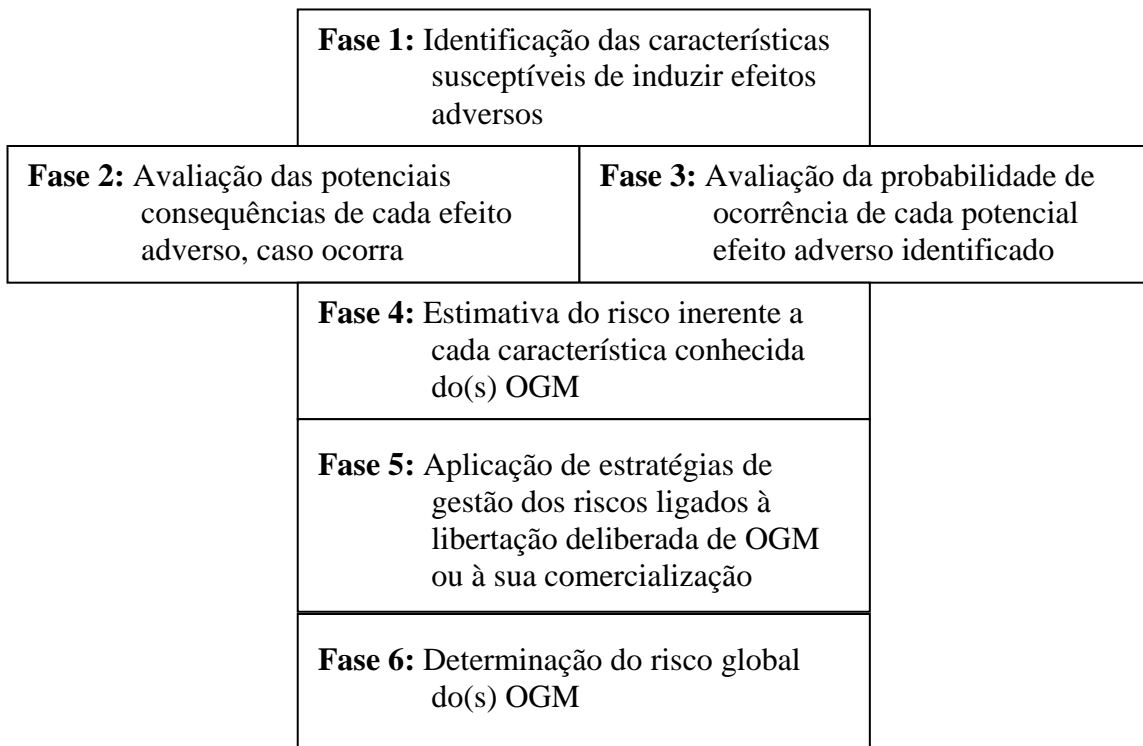 Fase 1: Identificação das características
susceptíveis de induzir efeitos
adversos
Fase 2: Avaliação das potenciais
consequências de cada efeito
adverso, caso ocorra
Fase 3: Avaliação da probabilidade de
ocorrência de cada potencial
efeito adverso identificado
Fase 4: Estimativa do risco inerente a
cada característica conhecida
do(s) OGM
Fase 5: Aplicação de estratégias de
gestão dos riscos ligados à
libertação deliberada de OGM
ou à sua comercialização
Fase 6: Determinação do risco global
do(s) OGM